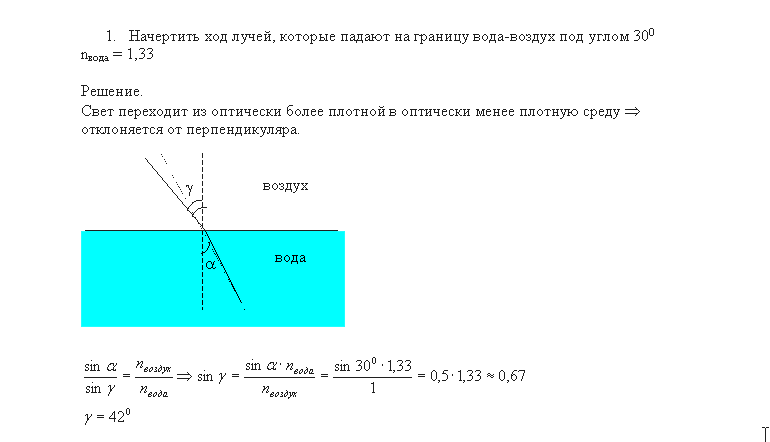 1. Начертить ход лучей, которые падают на границу вода-воздух под углом 30⁰
nвода = 1,33
Решение.
Свет переходит из оптически более плотной в оптически менее плотную среду ⇒
отклоняется от перпендикуляра.
γ воздух
α вода
sin α / sin γ = nвоздух / nвода ⇒ sin γ = sin α · nвода / nвоздух = sin 30⁰ · 1,33 / 1 = 0,5 · 1,33 ≈ 0,67
γ = 42⁰